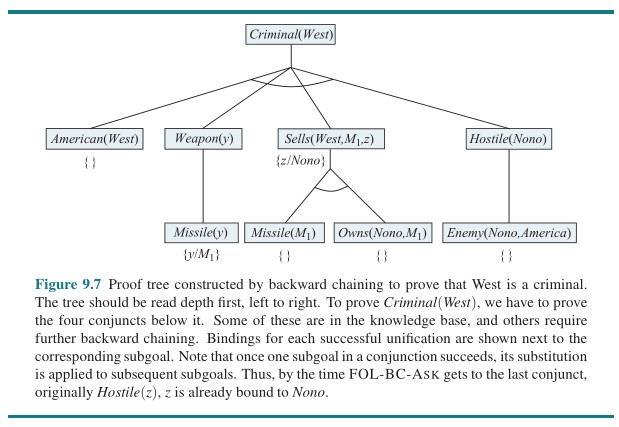 Criminal(West)
American(West) Weapon(y) Sells(West,M₁,z) Hostile(Nono)
{ } {z/Nono}
Missile(y) Missile(M₁) Owns(Nono,M₁) Enemy(Nono,America)
{y/M₁} { } { } { }
Figure 9.7 Proof tree constructed by backward chaining to prove that West is a criminal.
The tree should be read depth first, left to right. To prove Criminal(West), we have to prove
the four conjuncts below it. Some of these are in the knowledge base, and others require
further backward chaining. Bindings for each successful unification are shown next to the
corresponding subgoal. Note that once one subgoal in a conjunction succeeds, its substitution
is applied to subsequent subgoals. Thus, by the time FOL-BC-ASK gets to the last conjunct,
originally Hostile(z), z is already bound to Nono.